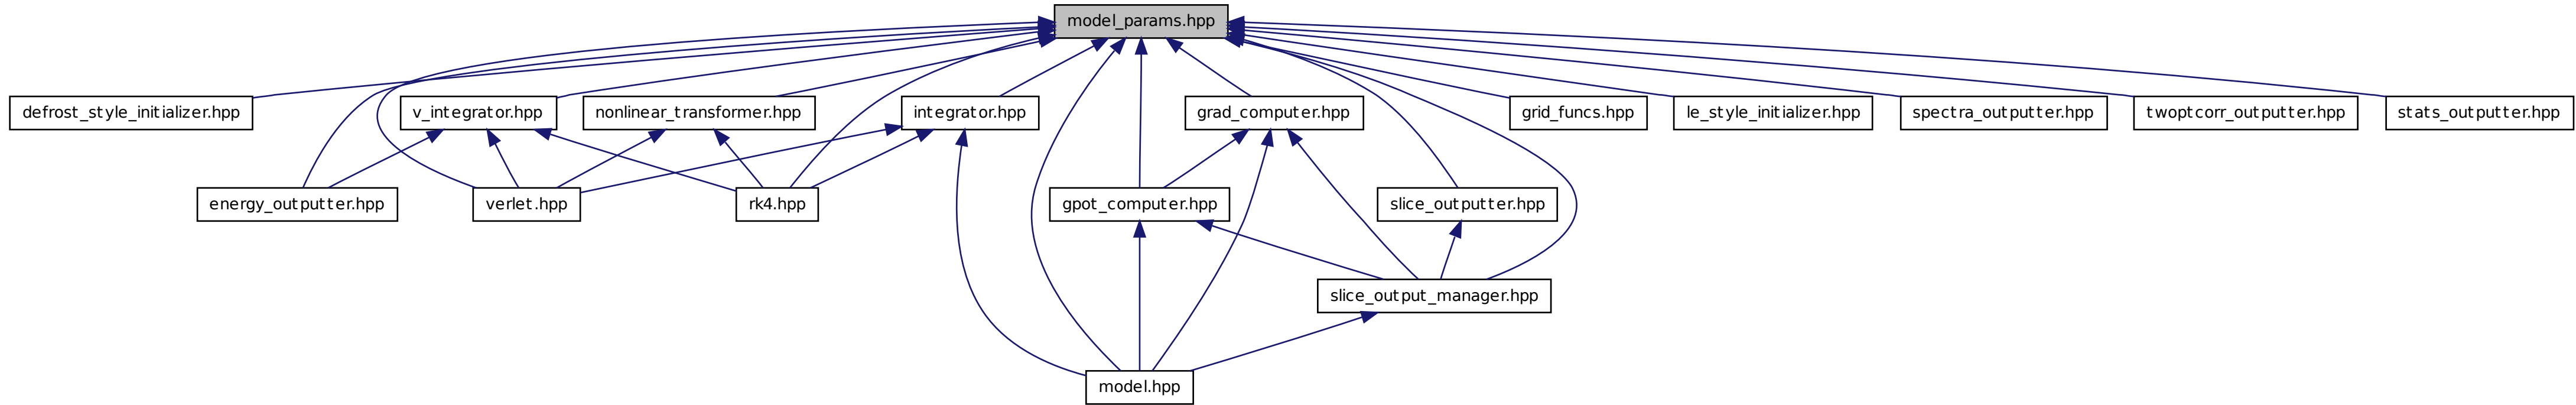 model_params.hpp
defrost_style_initializer.hpp
v_integrator.hpp
nonlinear_transformer.hpp
integrator.hpp
grad_computer.hpp
grid_funcs.hpp
le_style_initializer.hpp
spectra_outputter.hpp
twoptcorr_outputter.hpp
stats_outputter.hpp
energy_outputter.hpp
verlet.hpp
rk4.hpp
gpot_computer.hpp
slice_outputter.hpp
slice_output_manager.hpp
model.hpp